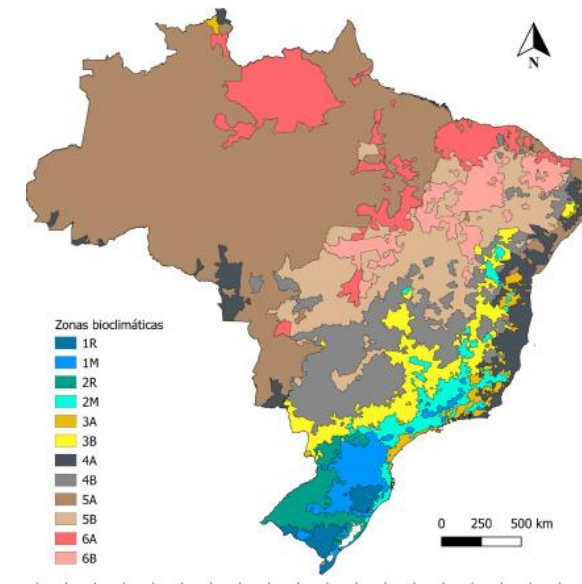 N
Zonas bioclimáticas
1R
1M
2R
2M
3A
3B
4A
4B
5A
5B
6A
6B
0 250 500 km